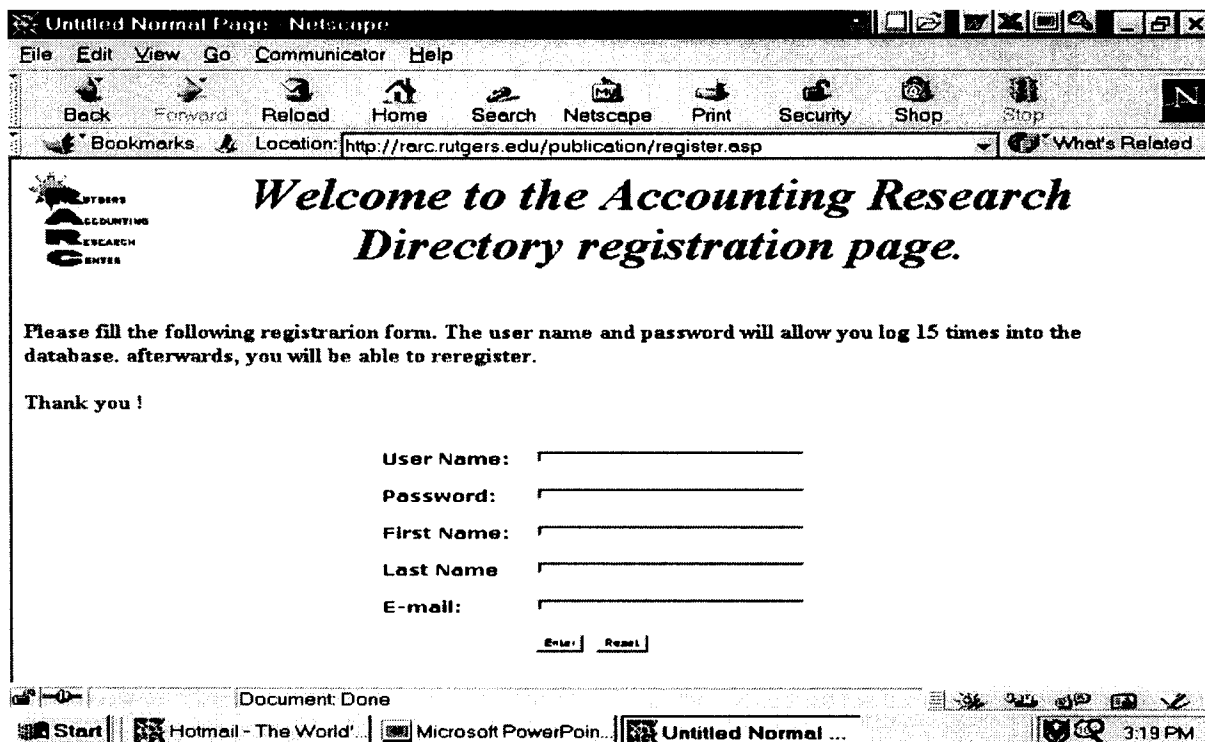 Untitled Normal Page - Netscape
File Edit View Go Communicator Help
Back Forward Reload Home Search Netscape Print Security Shop Stop
Bookmarks Location: http://rarc.rutgers.edu/publication/register.asp What's Related
RUTGERS
ACCOUNTING
RESEARCH
CENTER
Welcome to the Accounting Research
Directory registration page.
Please fill the following registrarion form. The user name and password will allow you log 15 times into the
database. afterwards, you will be able to reregister.
Thank you !
User Name:
Password:
First Name:
Last Name
E-mail:
Enter Reset
Document: Done
Start Hotmail - The World'... Microsoft PowerPoin... Untitled Normal ... 3:19 PM